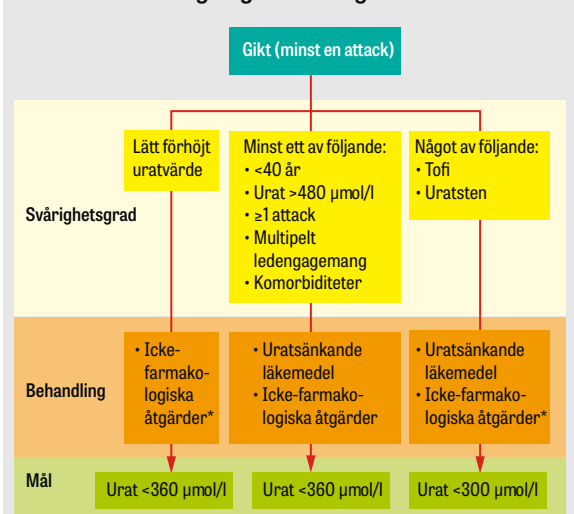 Gikt (minst en attack)
Svårighetsgrad
Lätt förhöjt
uratvärde
Minst ett av följande:
• <40 år
• Urat >480 µmol/l
• ≥1 attack
• Multipelt
ledengagemang
• Komorbiditeter
Något av följande:
• Tofi
• Uratsten
Behandling
• Icke-
farmako-
logiska
åtgärder*
• Uratsänkande
läkemedel
• Icke-farmako-
logiska åtgärder
• Uratsänkande
läkemedel
• Icke-farmako-
logiska åtgärder*
Mål
Urat <360 µmol/l
Urat <360 µmol/l
Urat <300 µmol/l